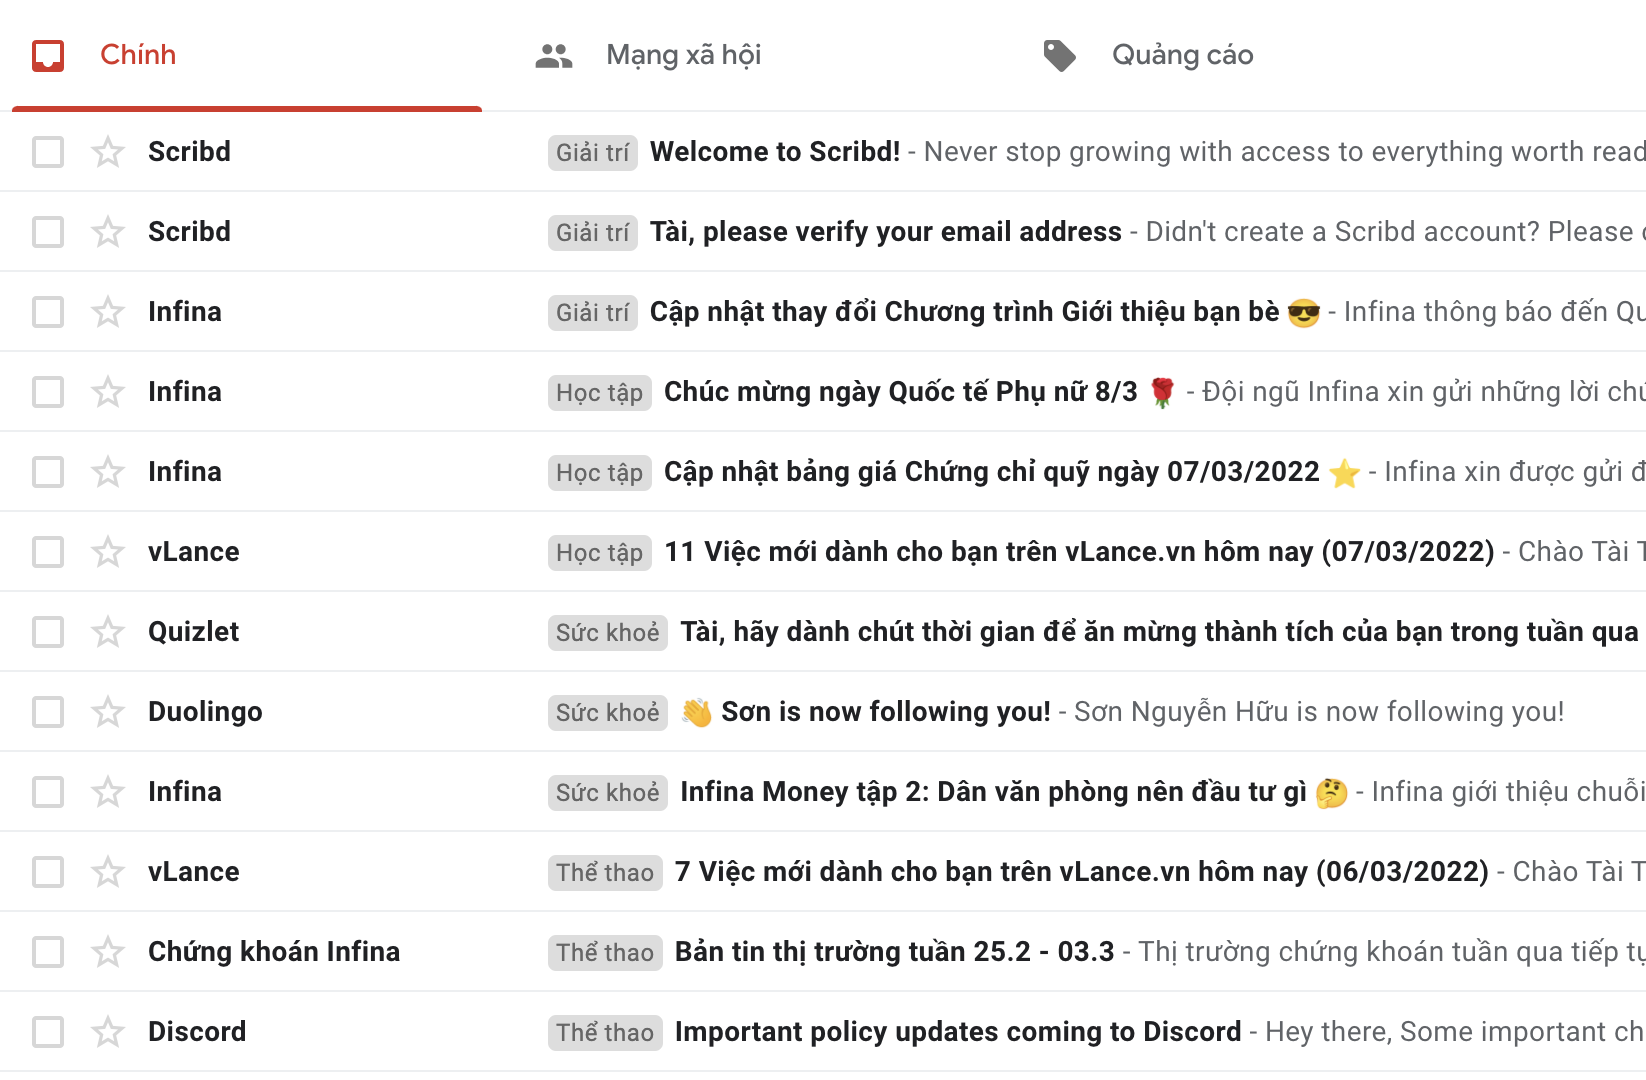 Chính Mạng xã hội Quảng cáo
Scribd Giải trí Welcome to Scribd! - Never stop growing with access to everything worth read
Scribd Giải trí Tài, please verify your email address - Didn't create a Scribd account? Please
Infina Giải trí Cập nhật thay đổi Chương trình Giới thiệu bạn bè 😎 - Infina thông báo đến Qu
Infina Học tập Chúc mừng ngày Quốc tế Phụ nữ 8/3 🌹 - Đội ngũ Infina xin gửi những lời chú
Infina Học tập Cập nhật bảng giá Chứng chỉ quỹ ngày 07/03/2022 ⭐ - Infina xin được gửi đ
vLance Học tập 11 Việc mới dành cho bạn trên vLance.vn hôm nay (07/03/2022) - Chào Tài T
Quizlet Sức khoẻ Tài, hãy dành chút thời gian để ăn mừng thành tích của bạn trong tuần qua
Duolingo Sức khoẻ 👋 Sơn is now following you! - Sơn Nguyễn Hữu is now following you!
Infina Sức khoẻ Infina Money tập 2: Dân văn phòng nên đầu tư gì 🤔 - Infina giới thiệu chuỗi
vLance Thể thao 7 Việc mới dành cho bạn trên vLance.vn hôm nay (06/03/2022) - Chào Tài T
Chứng khoán Infina Thể thao Bản tin thị trường tuần 25.2 - 03.3 - Thị trường chứng khoán tuần qua tiếp tụ
Discord Thể thao Important policy updates coming to Discord - Hey there, Some important ch